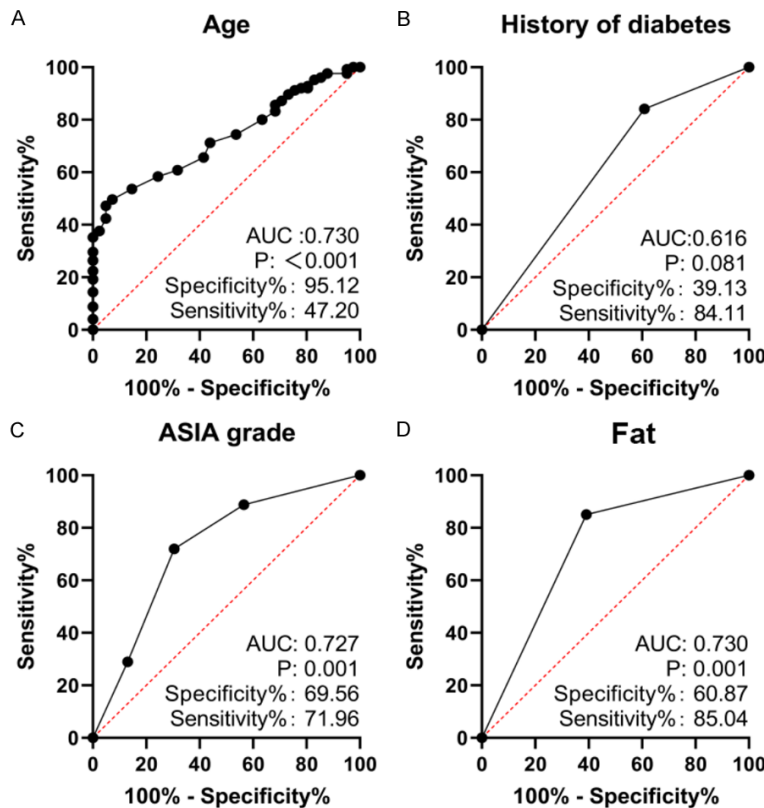 A
Age
100
80
60
40
20
0
Sensitivity%
AUC :0.730
P: <0.001
Specificity%: 95.12
Sensitivity%: 47.20
0 20 40 60 80 100
100% - Specificity%
B
History of diabetes
100
80
60
40
20
0
Sensitivity%
AUC:0.616
P: 0.081
Specificity%: 39.13
Sensitivity%: 84.11
0 20 40 60 80 100
100% - Specificity%
C
ASIA grade
100
80
60
40
20
0
Sensitivity%
AUC: 0.727
P: 0.001
Specificity%: 69.56
Sensitivity%: 71.96
0 20 40 60 80 100
100% - Specificity%
D
Fat
100
80
60
40
20
0
Sensitivity%
AUC: 0.730
P: 0.001
Specificity%: 60.87
Sensitivity%: 85.04
0 20 40 60 80 100
100% - Specificity%